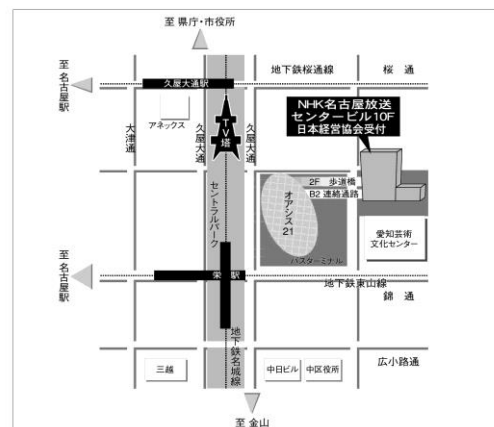 至 県庁・市役所
至 名古屋駅
久屋大通駅
地下鉄桜通線
桜 通
大津通
アネックス
久屋大通
TV塔
久屋大通
NHK名古屋放送
センタービル10F
日本経営協会受付
2F 歩道橋
B2 連絡通路
オアシス21
セントラルパーク
愛知芸術
文化センター
バスターミナル
至 名古屋駅
栄 駅
地下鉄東山線
錦 通
地下鉄名城線
三越
中日ビル
中区役所
広小路通
至 金山